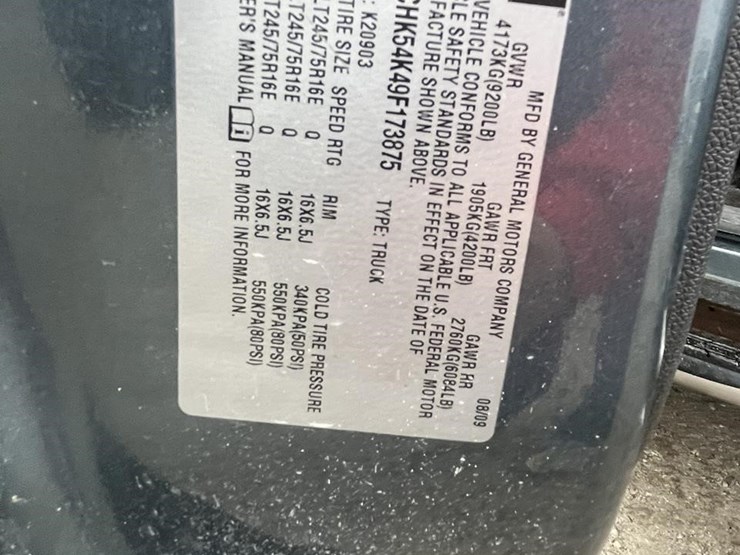 MFD BY GENERAL MOTORS COMPANY 08/09
GVWR GAWR FRT GAWR RR
4173KG(9200LB) 1905KG(4200LB) 2760KG(6084LB)
VEHICLE CONFORMS TO ALL APPLICABLE U.S. FEDERAL MOTOR
LE SAFETY STANDARDS IN EFFECT ON THE DATE OF
FACTURE SHOWN ABOVE.
CHK54K49F173875 TYPE: TRUCK
: K20903
TIRE SIZE SPEED RTG RIM COLD TIRE PRESSURE
LT245/75R16E Q 16X6.5J 340KPA(50PSI)
LT245/75R16E Q 16X6.5J 550KPA(80PSI)
T245/75R16E Q 16X6.5J 550KPA(80PSI)
ER'S MANUAL i FOR MORE INFORMATION.